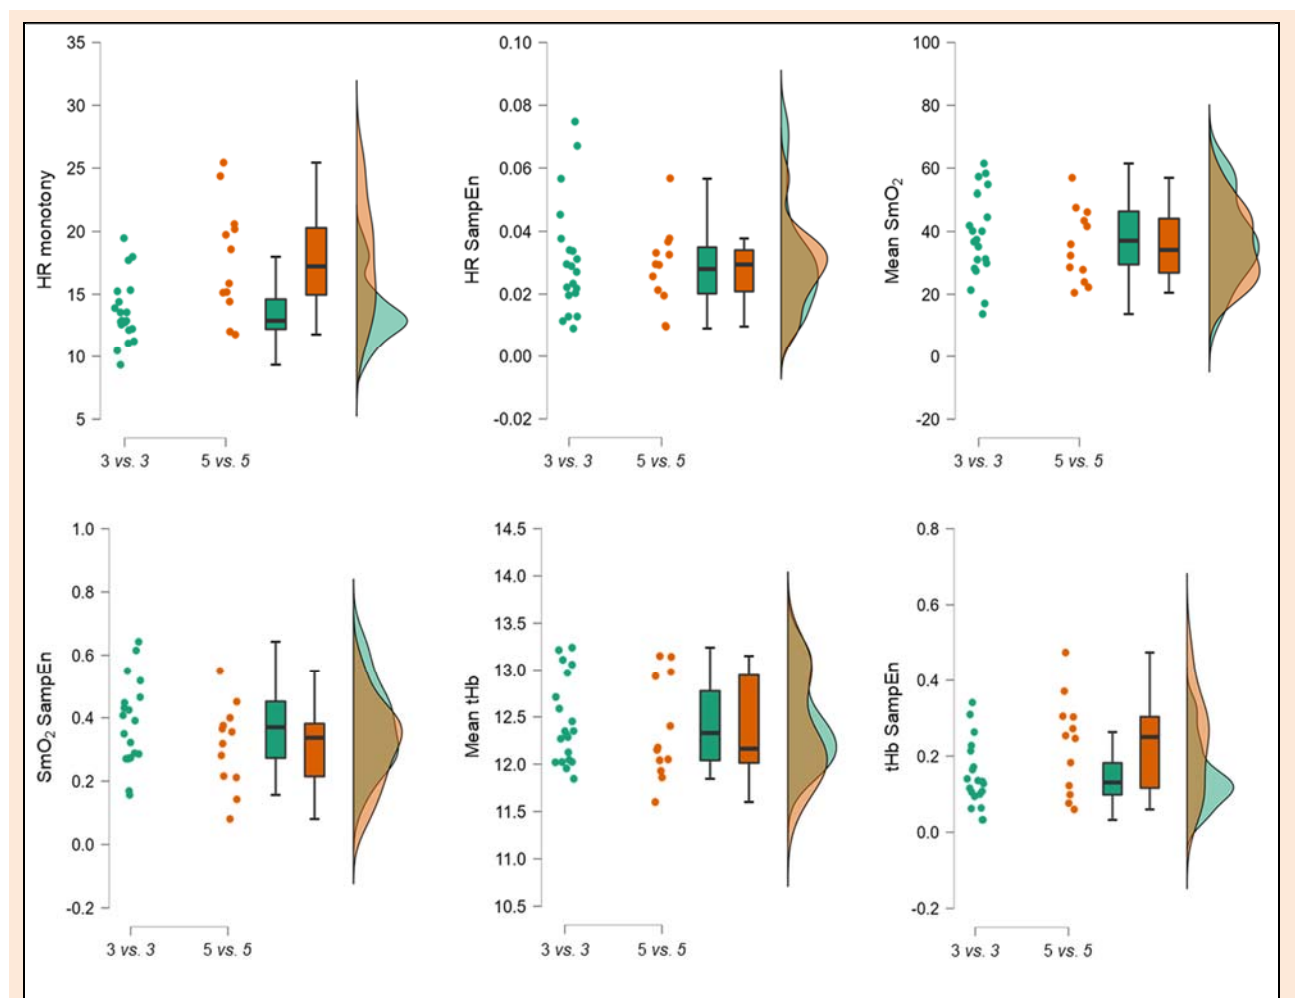 HR monotony
35
30
25
20
15
10
5
3 vs. 3
5 vs. 5
HR SampEn
0.10
0.08
0.06
0.04
0.02
0.00
-0.02
3 vs. 3
5 vs. 5
Mean SmO₂
100
80
60
40
20
0
-20
3 vs. 3
5 vs. 5
SmO₂ SampEn
1.0
0.8
0.6
0.4
0.2
0.0
-0.2
3 vs. 3
5 vs. 5
Mean tHb
14.5
14.0
13.5
13.0
12.5
12.0
11.5
11.0
10.5
3 vs. 3
5 vs. 5
tHb SampEn
0.8
0.6
0.4
0.2
0.0
-0.2
3 vs. 3
5 vs. 5